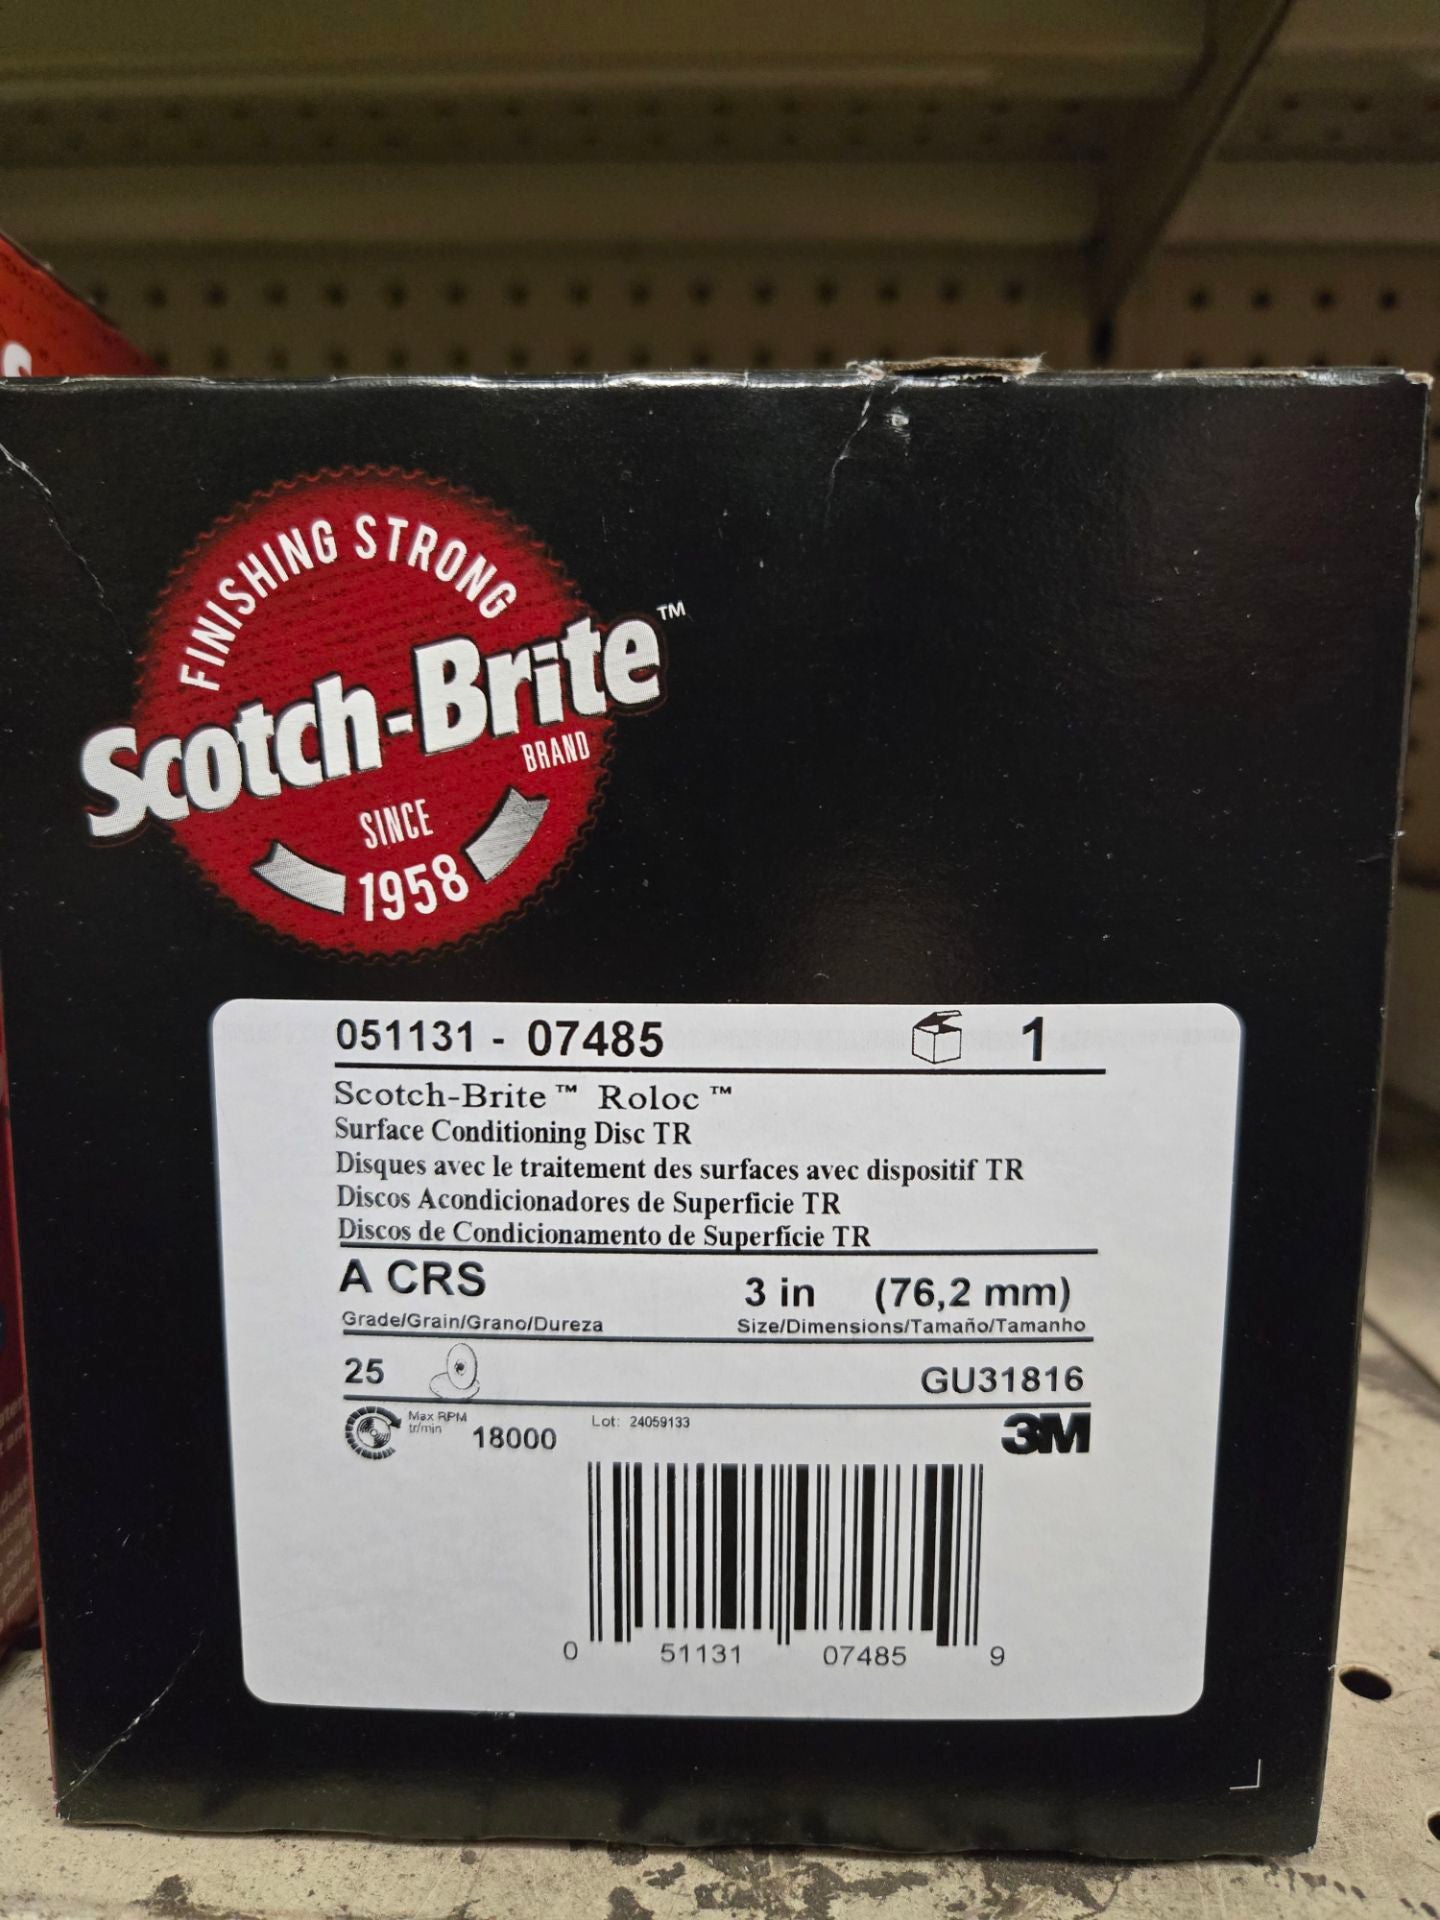 FINISHING STRONG
Scotch-Brite™
BRAND
SINCE
1958
051131 - 07485 1
Scotch-Brite™ Roloc™
Surface Conditioning Disc TR
Disques avec le traitement des surfaces avec dispositif TR
Discos Acondicionadores de Superficie TR
Discos de Condicionamento de Superfície TR
A CRS 3 in (76,2 mm)
Grade/Grain/Grano/Dureza Size/Dimensions/Tamaño/Tamanho
25 GU31816
Max RPM
tr/min 18000 Lot: 24059133 3M
0 51131 07485 9